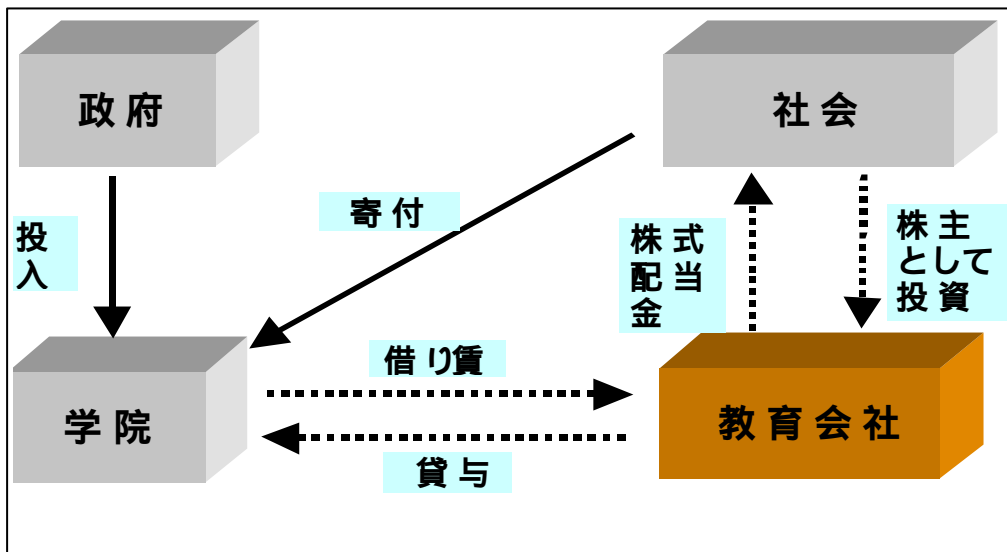 政府
社会
寄付
投
入
株式
配当
金
株主
として
投資
借り賃
学院
教育会社
貸与